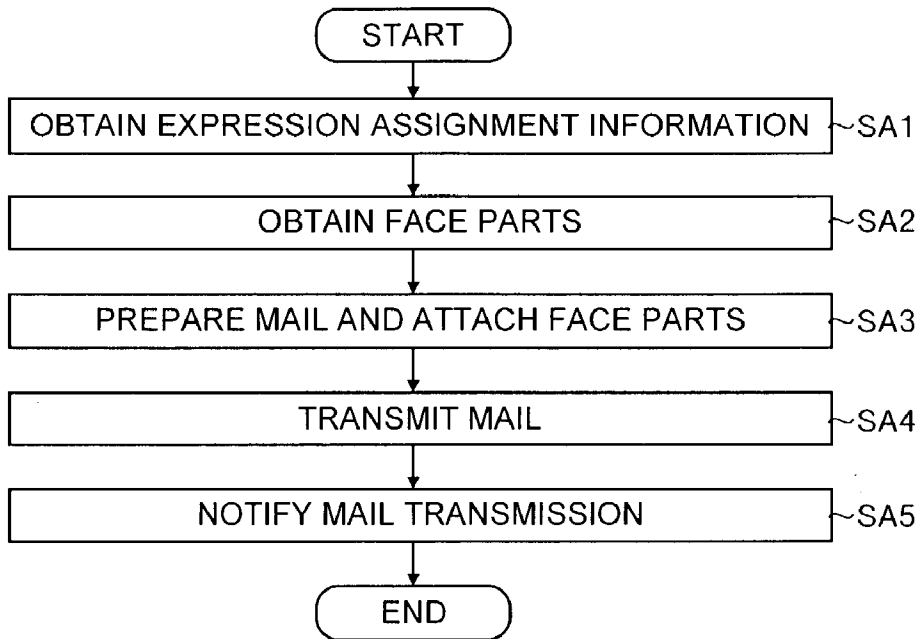 START
OBTAIN EXPRESSION ASSIGNMENT INFORMATION ~SA1
OBTAIN FACE PARTS ~SA2
PREPARE MAIL AND ATTACH FACE PARTS ~SA3
TRANSMIT MAIL ~SA4
NOTIFY MAIL TRANSMISSION ~SA5
END